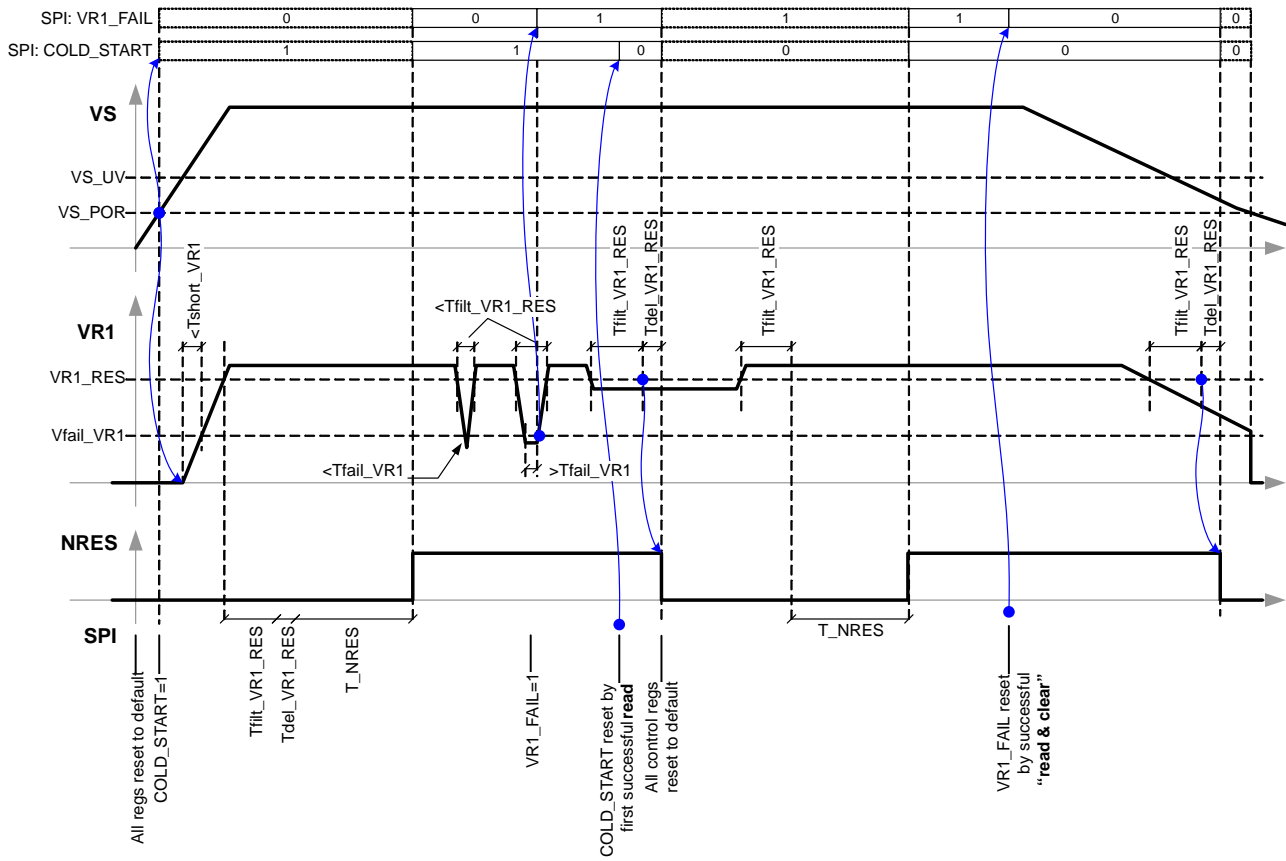 SPI: VR1_FAIL 0 0 1 1 1 0 0
SPI: COLD_START 1 1 0 0 0 0
VS
VS_UV
VS_POR
<Tshort_VR1
Tfilt_VR1_RES
Tdel_VR1_RES
Tfilt_VR1_RES
Tfilt_VR1_RES
Tdel_VR1_RES
VR1
<Tfilt_VR1_RES
VR1_RES
Vfail_VR1
<Tfail_VR1
>Tfail_VR1
NRES
SPI
T_NRES
All regs reset to default
COLD_START=1
Tfilt_VR1_RES
Tdel_VR1_RES
T_NRES
VR1_FAIL=1
COLD_START reset by
first successful read
All control regs
reset to default
VR1_FAIL reset
by successful
“read & clear”